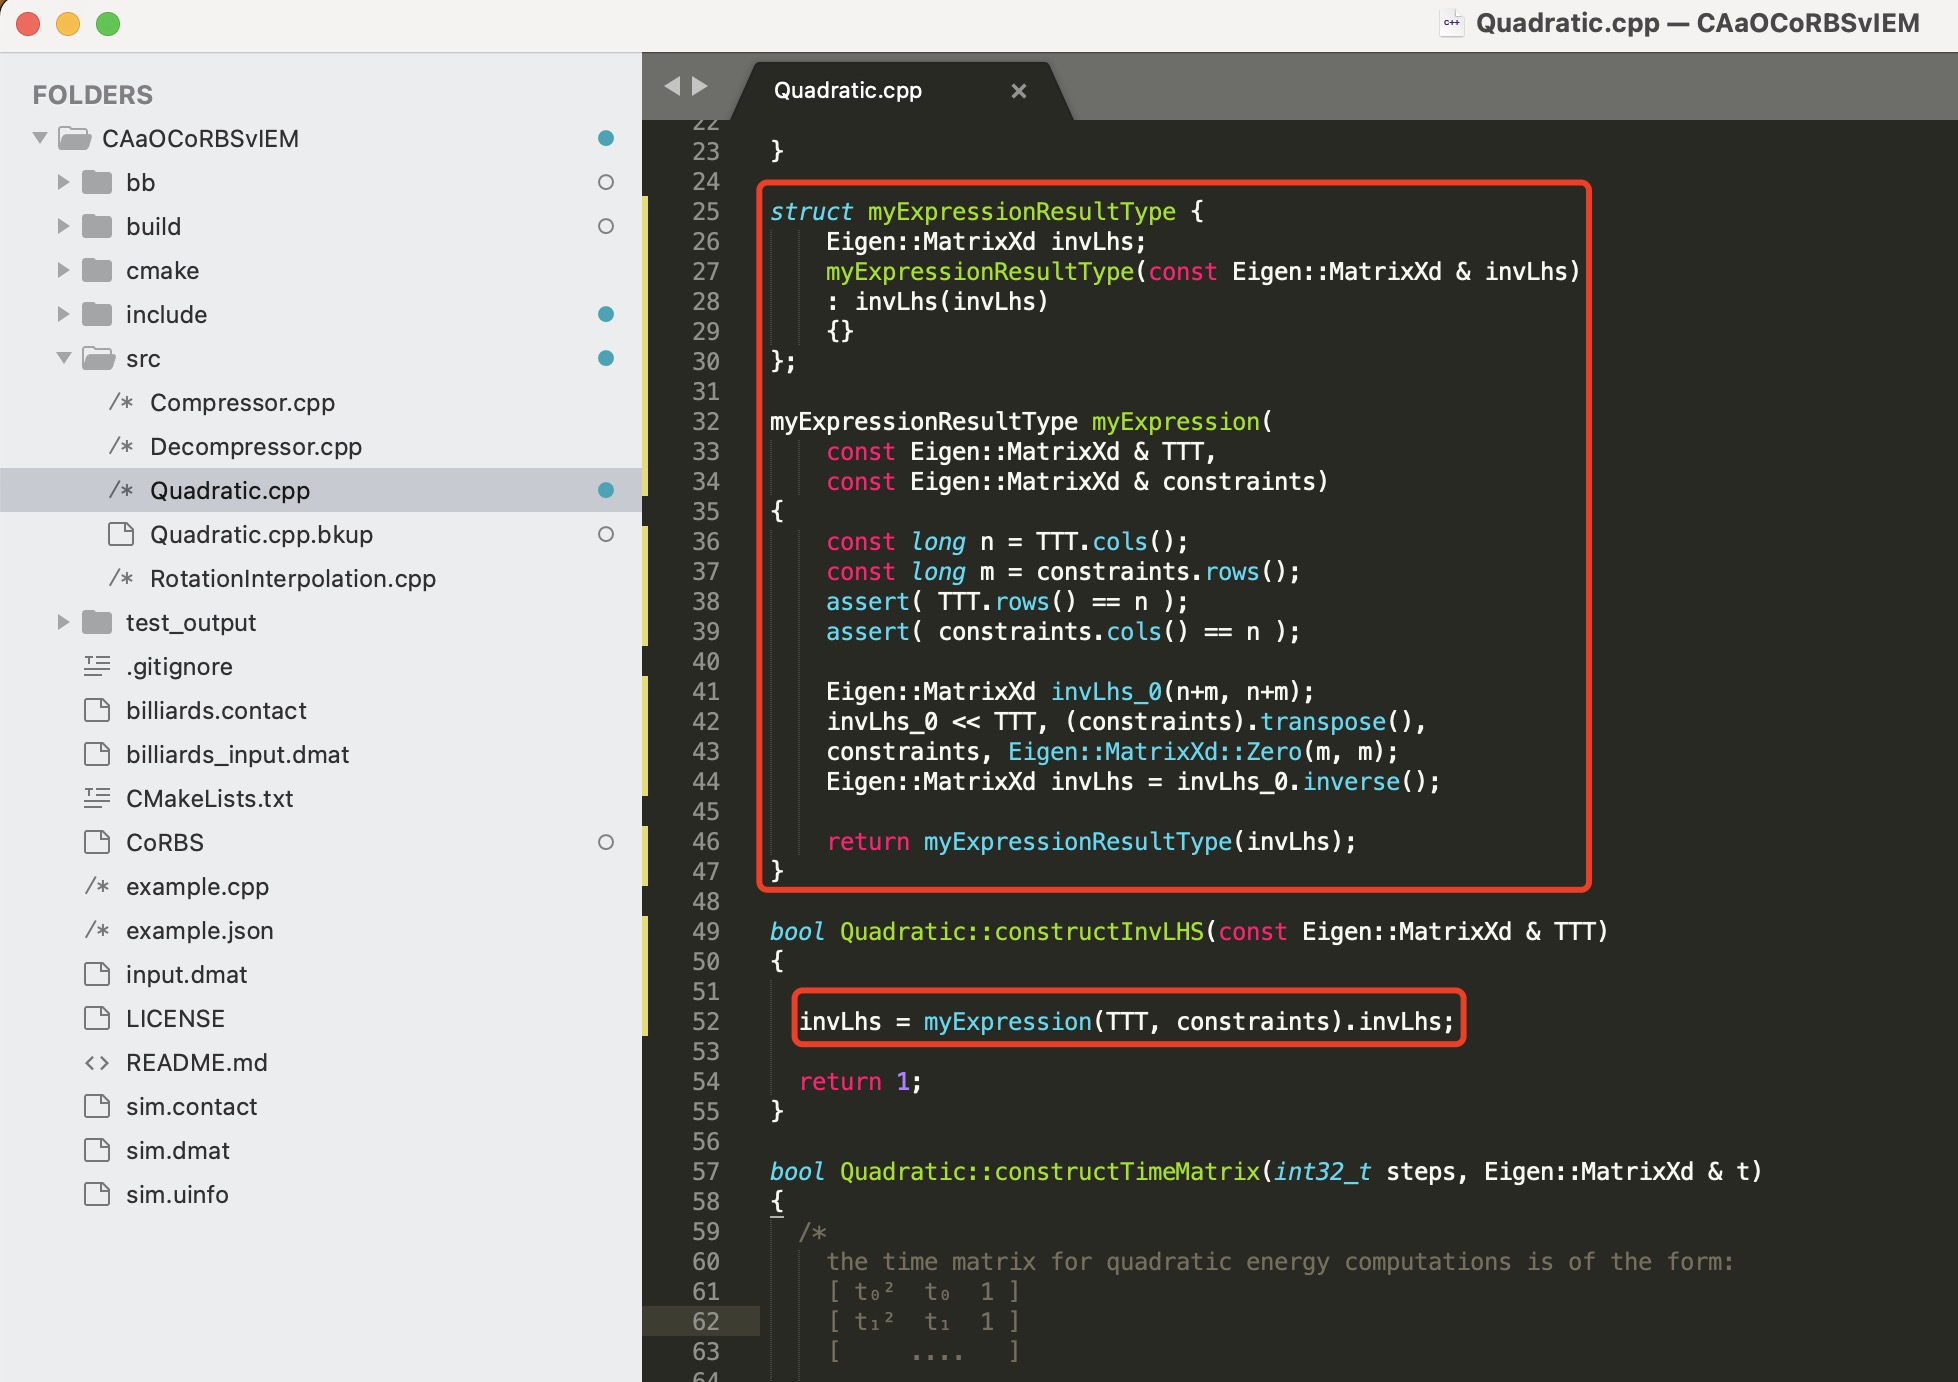 Quadratic.cpp — CAaOCoRBSvIEM
FOLDERS
CAaOCoRBSvIEM
bb
build
cmake
include
src
/* Compressor.cpp
/* Decompressor.cpp
/* Quadratic.cpp
Quadratic.cpp.bkup
/* RotationInterpolation.cpp
test_output
.gitignore
billiards.contact
billiards_input.dmat
CMakeLists.txt
CoRBS
/* example.cpp
/* example.json
input.dmat
LICENSE
<> README.md
sim.contact
sim.dmat
sim.uinfo
Quadratic.cpp ×
22
23 }
24
25 struct myExpressionResultType {
26 Eigen::MatrixXd invLhs;
27 myExpressionResultType(const Eigen::MatrixXd & invLhs)
28 : invLhs(invLhs)
29 {}
30 };
31
32 myExpressionResultType myExpression(
33 const Eigen::MatrixXd & TTT,
34 const Eigen::MatrixXd & constraints)
35 {
36 const long n = TTT.cols();
37 const long m = constraints.rows();
38 assert( TTT.rows() == n );
39 assert( constraints.cols() == n );
40
41 Eigen::MatrixXd invLhs_0(n+m, n+m);
42 invLhs_0 << TTT, (constraints).transpose(),
43 constraints, Eigen::MatrixXd::Zero(m, m);
44 Eigen::MatrixXd invLhs = invLhs_0.inverse();
45
46 return myExpressionResultType(invLhs);
47 }
48
49 bool Quadratic::constructInvLHS(const Eigen::MatrixXd & TTT)
50 {
51
52 invLhs = myExpression(TTT, constraints).invLhs;
53
54 return 1;
55 }
56
57 bool Quadratic::constructTimeMatrix(int32_t steps, Eigen::MatrixXd & t)
58 {
59 /*
60 the time matrix for quadratic energy computations is of the form:
61 [ t₀² t₀ 1 ]
62 [ t₁² t₁ 1 ]
63 [ .... ]
64